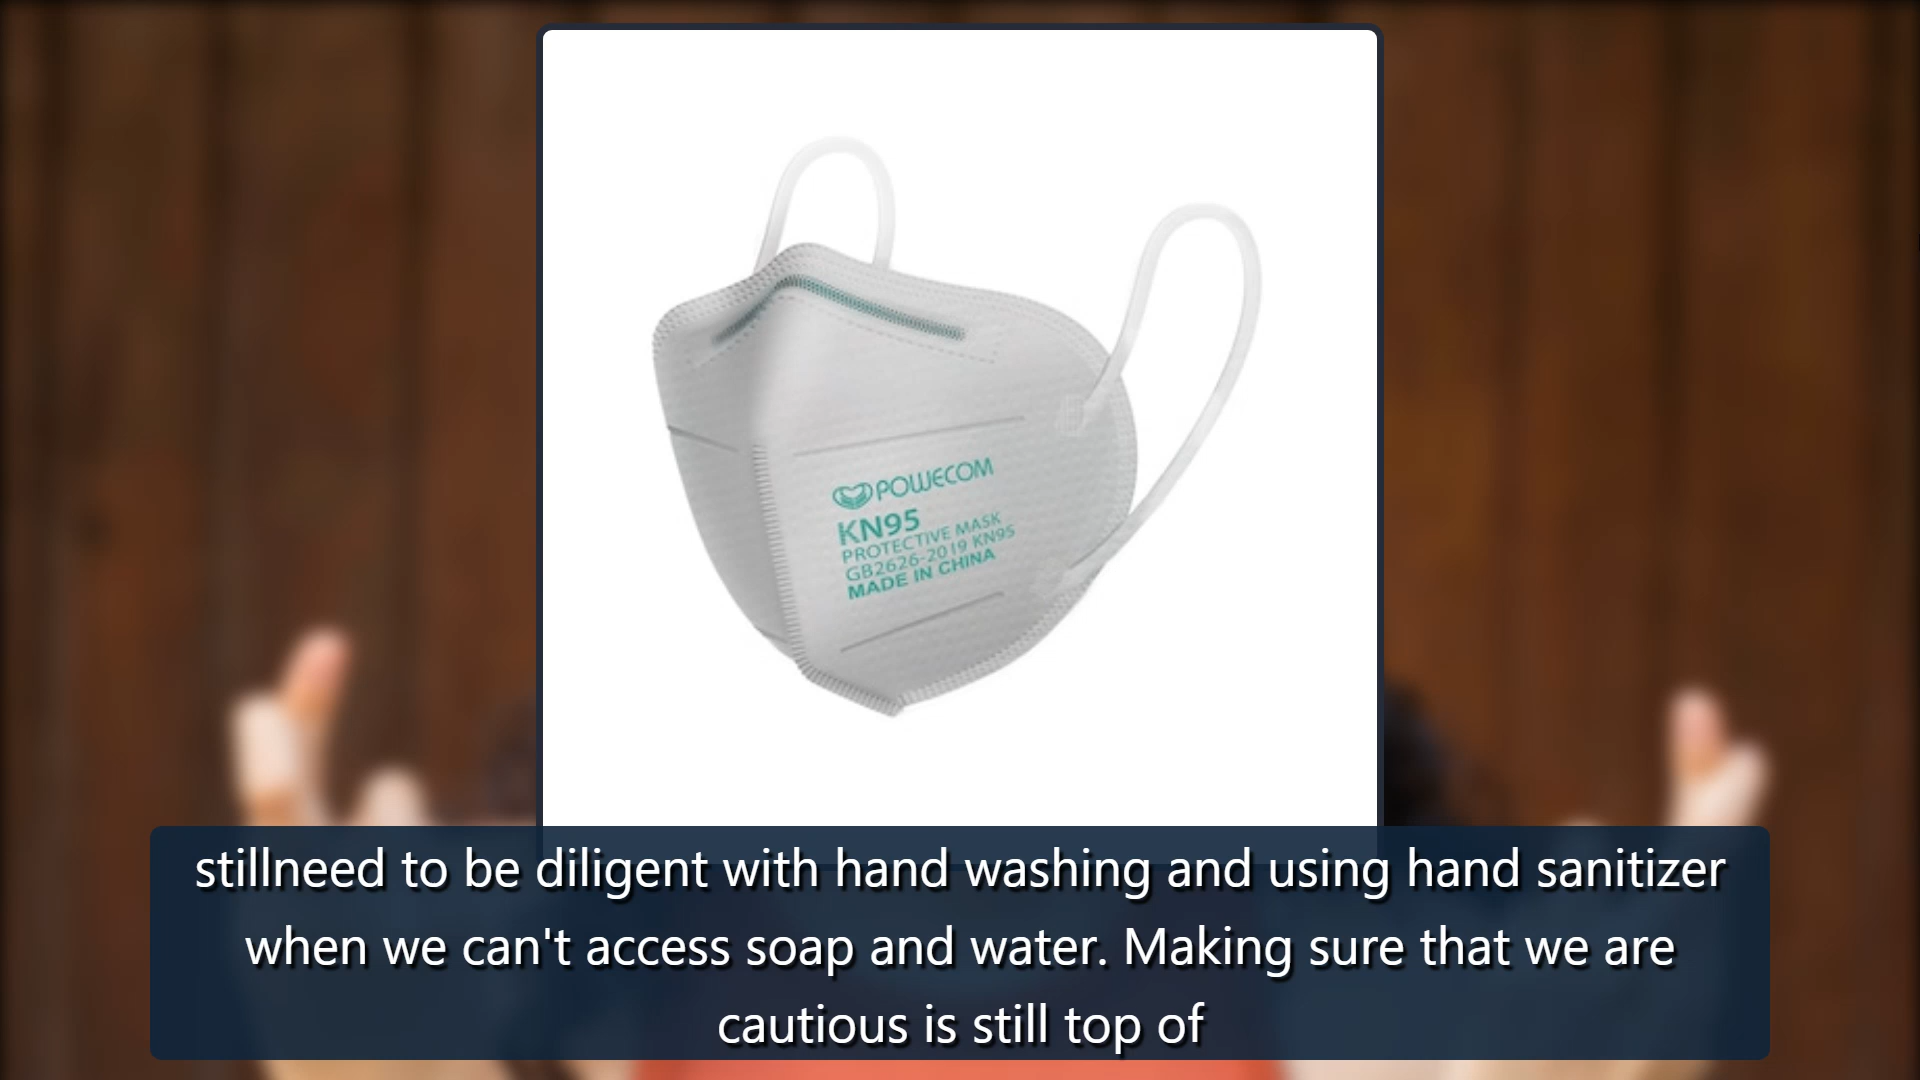 POWECOM
KN95
PROTECTIVE MASK
GB2626-2019 KN95
MADE IN CHINA
stillneed to be diligent with hand washing and using hand sanitizer
when we can't access soap and water. Making sure that we are
cautious is still top of